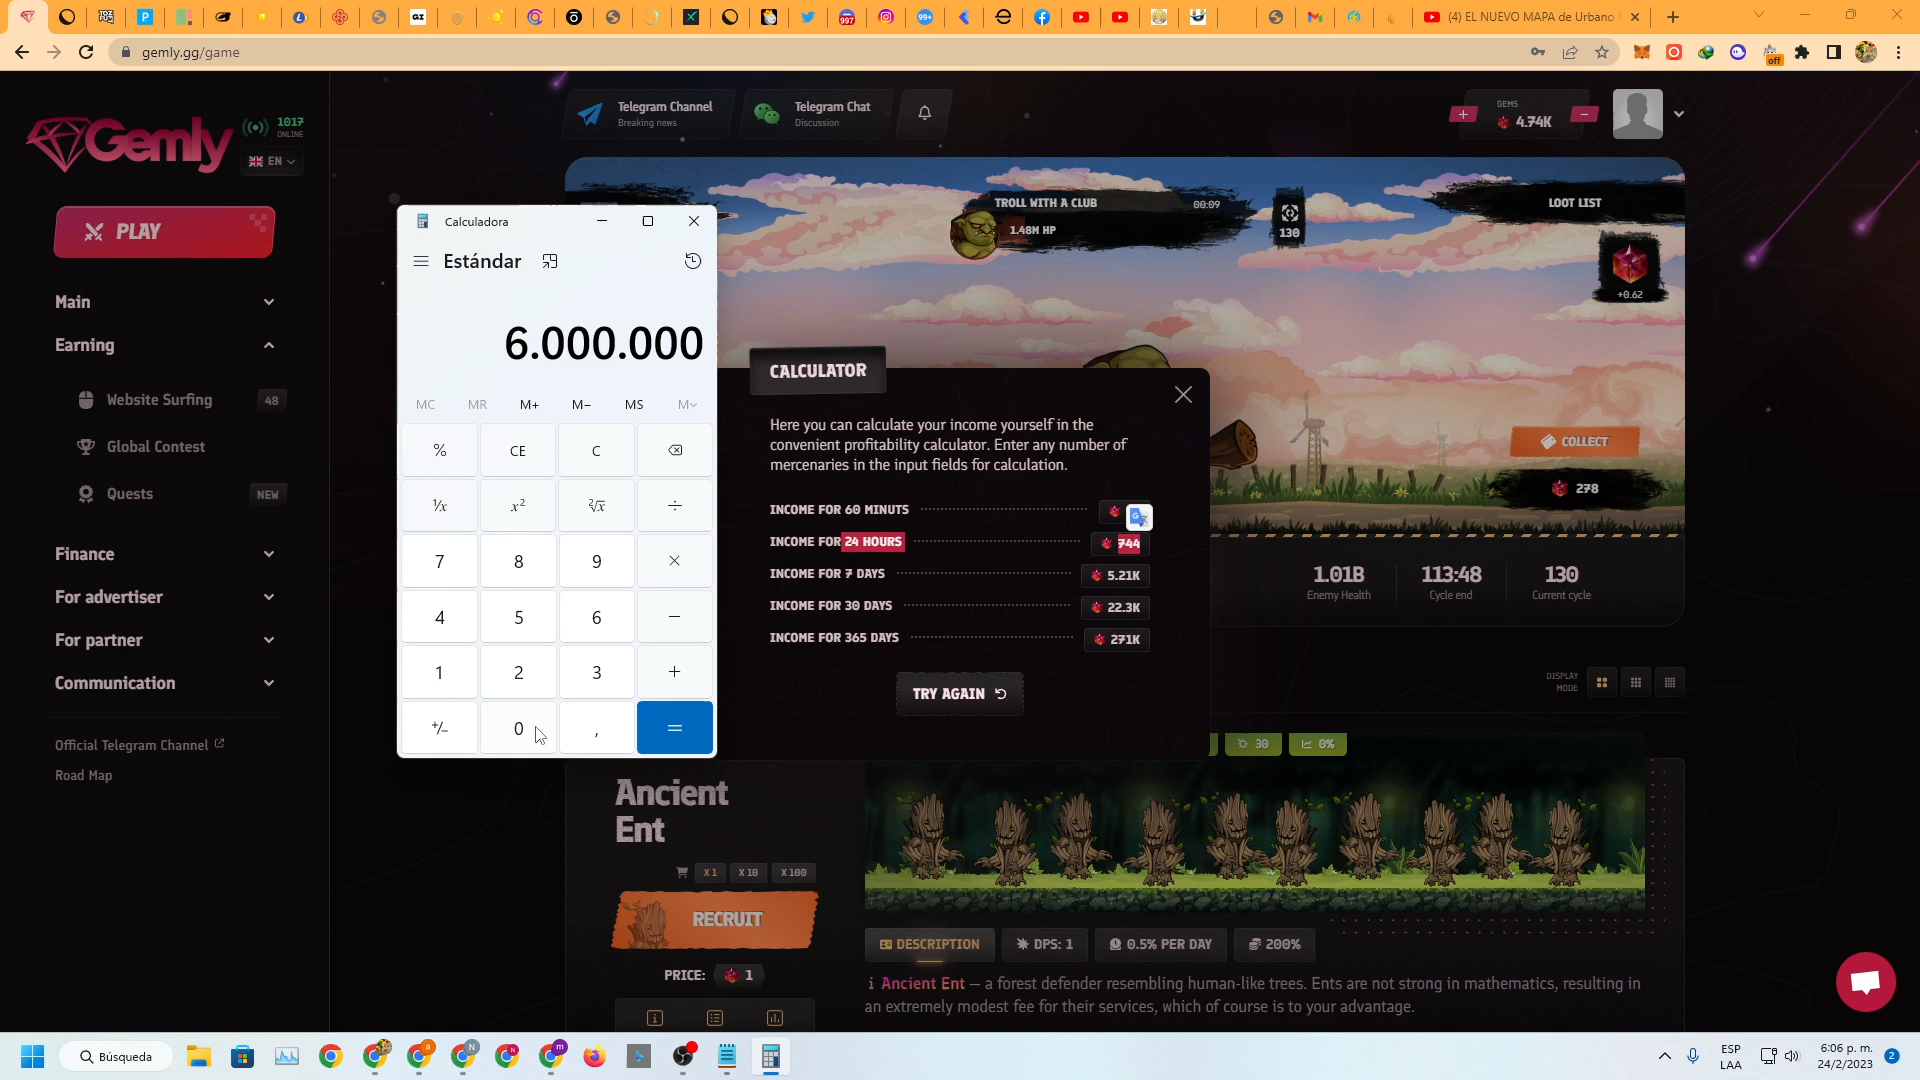 (4) EL NUEVO MAPA de Urbano
gemly.gg/game
off
997
99+
GI
Gemly
1017
ONLINE
EN
PLAY
Main
Earning
Website Surfing
48
Global Contest
Quests
NEW
Finance
For advertiser
For partner
Communication
Official Telegram Channel
Road Map
Telegram Channel
Breaking news
Telegram Chat
Discussion
GEMS
4.74K
TROLL WITH A CLUB
00:09
1.48M HP
130
LOOT LIST
+0.62
COLLECT
278
Calculadora
Estándar
6.000.000
MC MR M+ M− MS M
% CE C
¹/x x² ²√x ÷
7 8 9 ×
4 5 6 −
1 2 3 +
+/− 0 , =
CALCULATOR
Here you can calculate your income yourself in the
convenient profitability calculator. Enter any number of
mercenaries in the input fields for calculation.
INCOME FOR 60 MINUTS
INCOME FOR 24 HOURS 744
INCOME FOR 7 DAYS 5.21K
INCOME FOR 30 DAYS 22.3K
INCOME FOR 365 DAYS 271K
TRY AGAIN
1.01B
Enemy Health
113:48
Cycle end
130
Current cycle
DISPLAY
MODE
30
0%
Ancient
Ent
X1 X10 X100
RECRUIT
PRICE: 1
DESCRIPTION
DPS: 1
0.5% PER DAY
200%
Ancient Ent — a forest defender resembling human-like trees. Ents are not strong in mathematics, resulting in
an extremely modest fee for their services, which of course is to your advantage.
Búsqueda
ESP
LAA
6:06 p. m.
24/2/2023
2